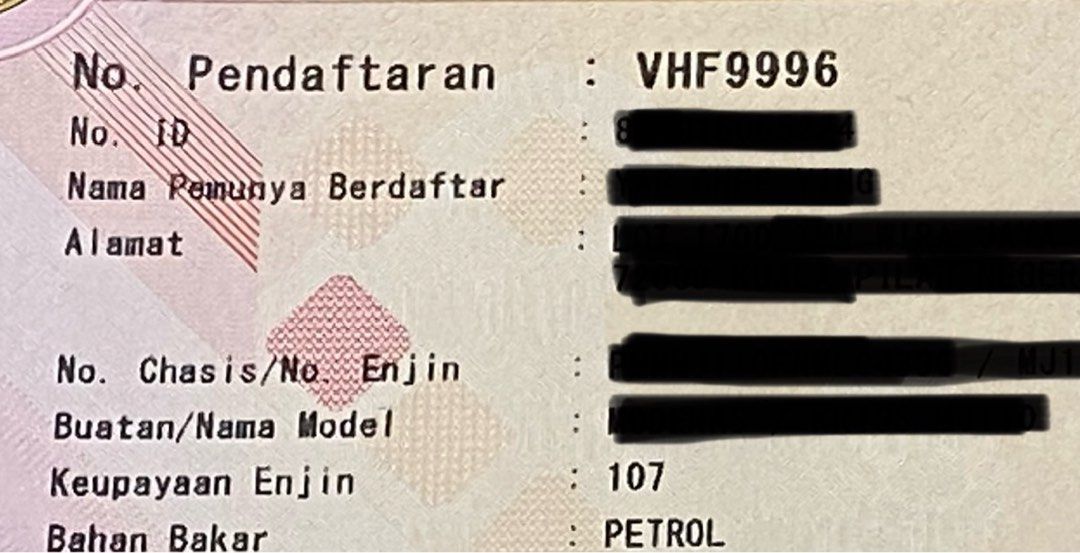 No. Pendaftaran : VHF9996
No. ID :
Nama Pemunya Berdaftar :
Alamat :
No. Chasis/No. Enjin : /
Buatan/Nama Model :
Keupayaan Enjin : 107
Bahan Bakar : PETROL